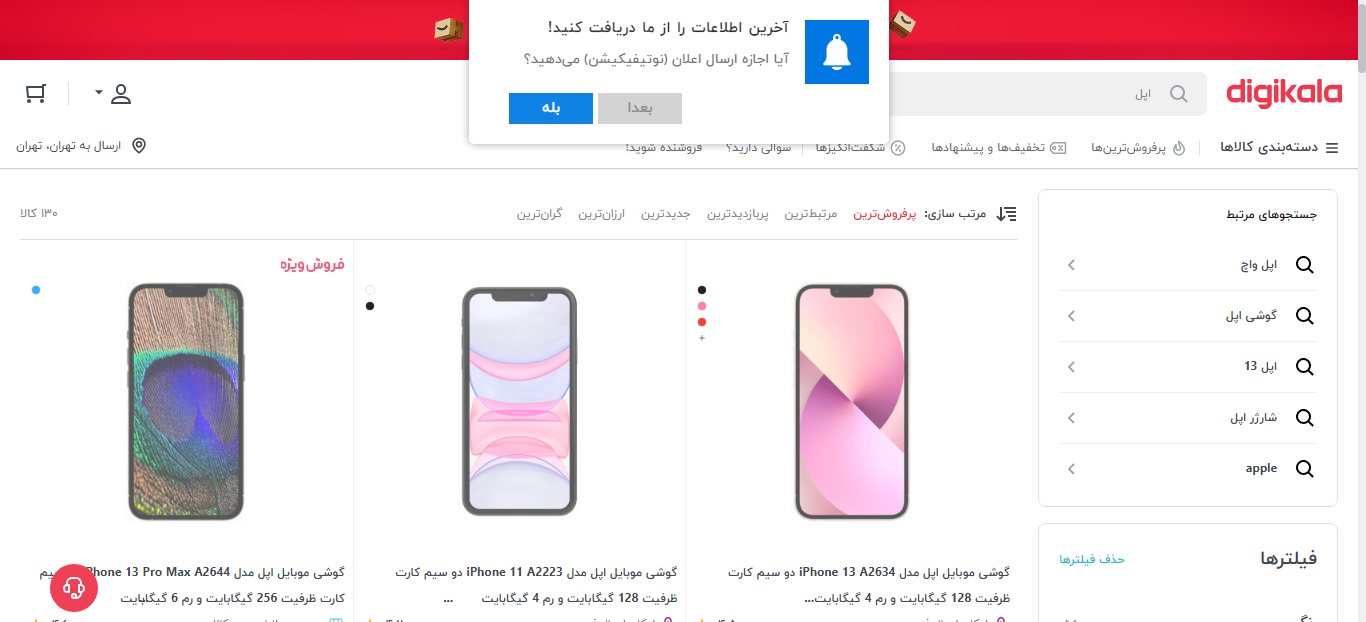 آخرین اطلاعات را از ما دریافت کنید!
آیا اجازه ارسال اعلان (نوتیفیکیشن) می‌دهید؟
بعدا
بله
digikala
اپل
دسته‌بندی کالاها
پرفروش‌ترین‌ها
تخفیف‌ها و پیشنهادها
شگفت‌انگیزها
سوالی دارید؟
فروشنده شوید!
ارسال به تهران، تهران
جستجوهای مرتبط
اپل واچ
گوشی اپل
اپل 13
شارژر اپل
apple
فیلترها
حذف فیلترها
مرتب سازی: پرفروش‌ترین مرتبط‌ترین پربازدیدترین جدیدترین ارزان‌ترین گران‌ترین
۱۳۰ کالا
گوشی موبایل اپل مدل iPhone 13 A2634 دو سیم کارت
ظرفیت 128 گیگابایت و رم 4 گیگابایت...
گوشی موبایل اپل مدل iPhone 11 A2223 دو سیم کارت
ظرفیت 128 گیگابایت و رم 4 گیگابایت ...
فروش ویژه
گوشی موبایل اپل مدل iPhone 13 Pro Max A2644 سیم
کارت ظرفیت 256 گیگابایت و رم 6 گیگابایت